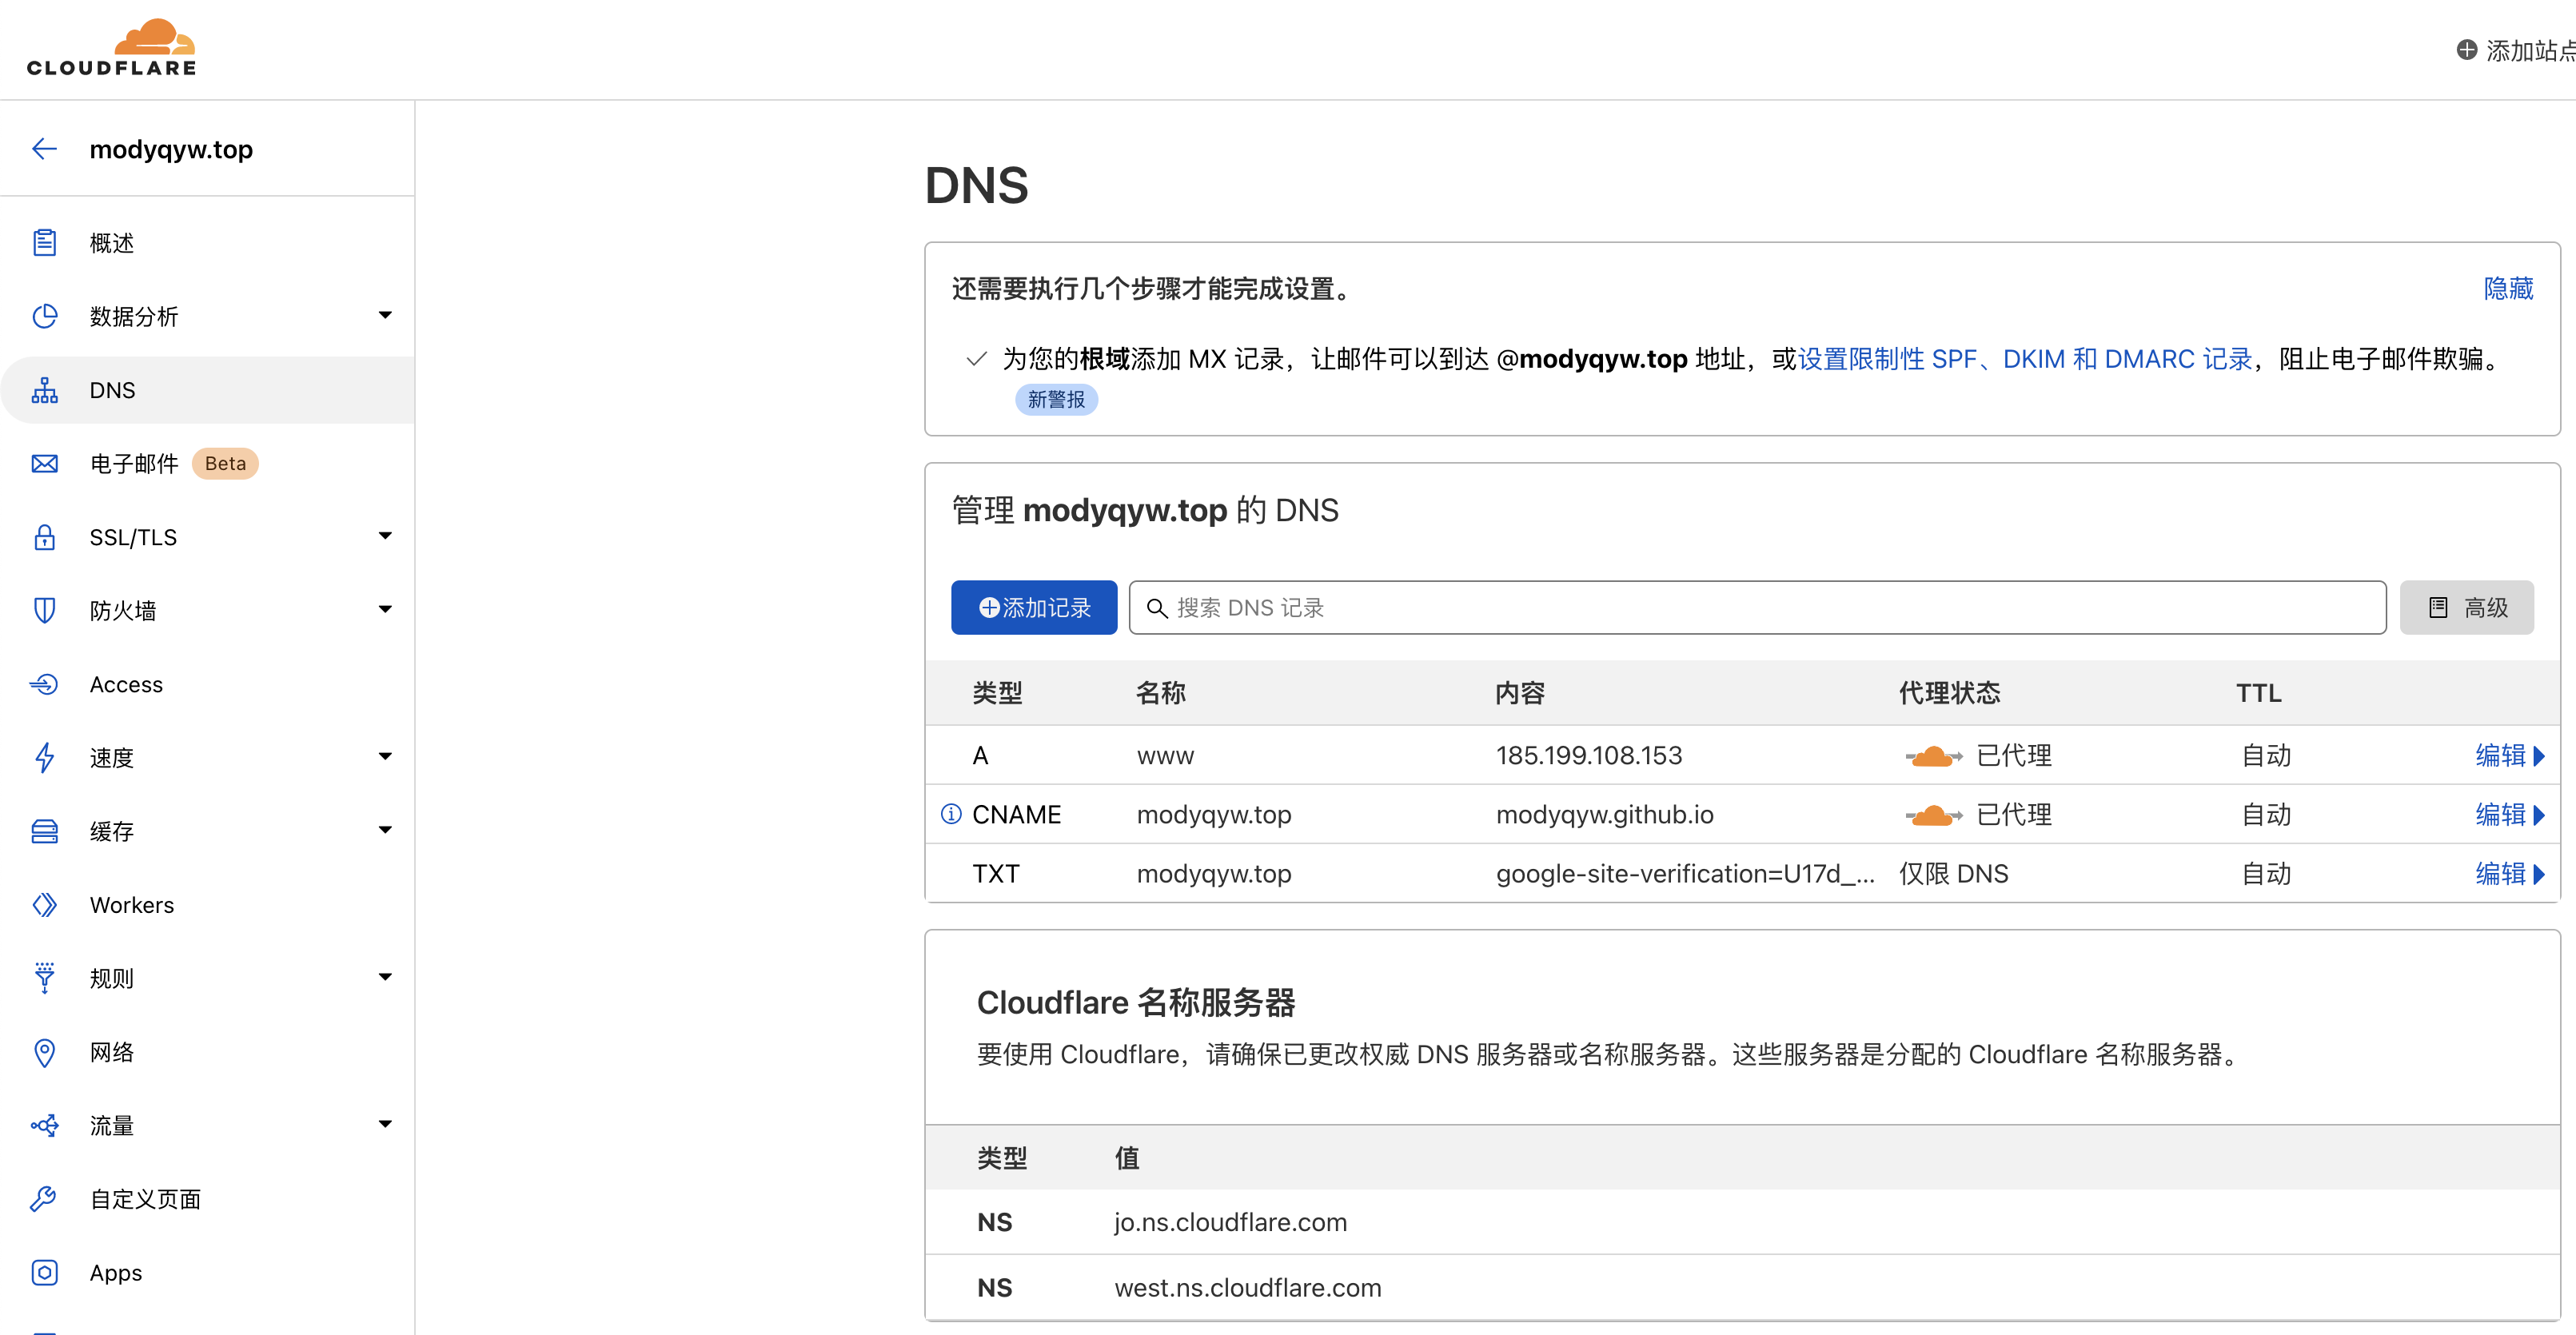 CLOUDFLARE
添加站点
modyqyw.top
概述
数据分析
DNS
电子邮件 Beta
SSL/TLS
防火墙
Access
速度
缓存
Workers
规则
网络
流量
自定义页面
Apps
DNS
还需要执行几个步骤才能完成设置。 隐藏
为您的根域添加 MX 记录，让邮件可以到达 @modyqyw.top 地址，或设置限制性 SPF、DKIM 和 DMARC 记录，阻止电子邮件欺骗。
新警报
管理 modyqyw.top 的 DNS
添加记录 搜索 DNS 记录 高级
类型 名称 内容 代理状态 TTL
A www 185.199.108.153 已代理 自动 编辑
CNAME modyqyw.top modyqyw.github.io 已代理 自动 编辑
TXT modyqyw.top google-site-verification=U17d_... 仅限 DNS 自动 编辑
Cloudflare 名称服务器
要使用 Cloudflare，请确保已更改权威 DNS 服务器或名称服务器。这些服务器是分配的 Cloudflare 名称服务器。
类型 值
NS jo.ns.cloudflare.com
NS west.ns.cloudflare.com